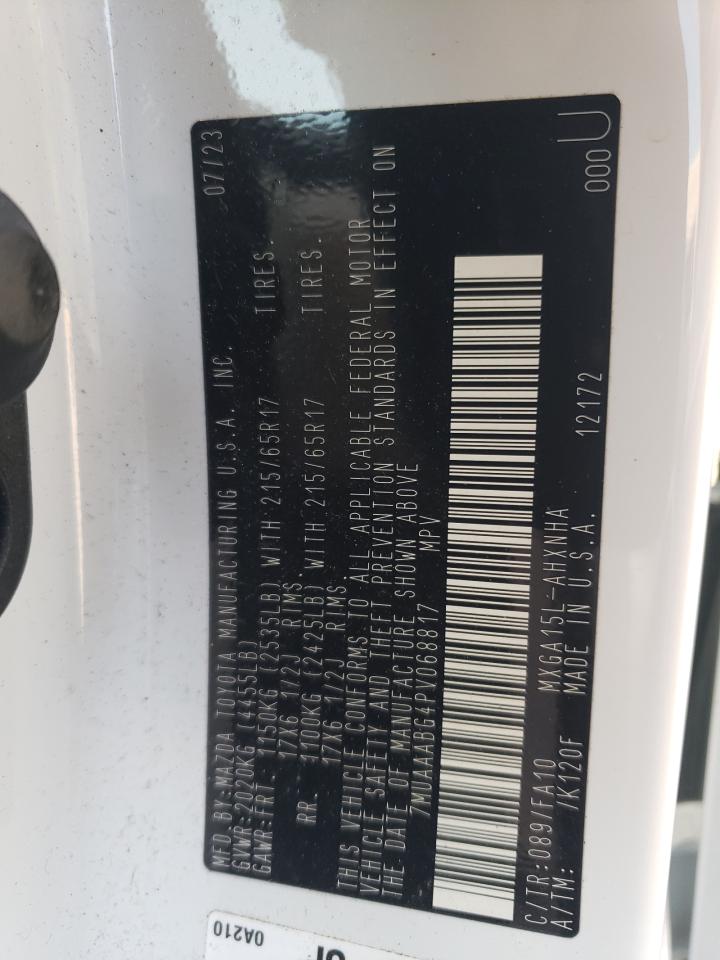 MFD.BY:MAZDA TOYOTA MANUFACTURING U.S.A. INC. 07/23
GVWR:2020KG(4455LB)
GAWR:FRT. 1150KG (2535LB) WITH 215/65R17 TIRES.
17X6 1/2J RIMS.
RR. 1100KG (2425LB) WITH 215/65R17 TIRES.
17X6 1/2J RIMS.
THIS VEHICLE CONFORMS TO ALL APPLICABLE FEDERAL MOTOR
VEHICLE SAFETY AND THEFT PREVENTION STANDARDS IN EFFECT ON
THE DATE OF MANUFACTURE SHOWN ABOVE
7MUAAABG4PV068817 MPV
C/TR:089/FA10 MXGA15L-AHXNHA 12172
A/TM: /K120F MADE IN U.S.A. 000U
0A210